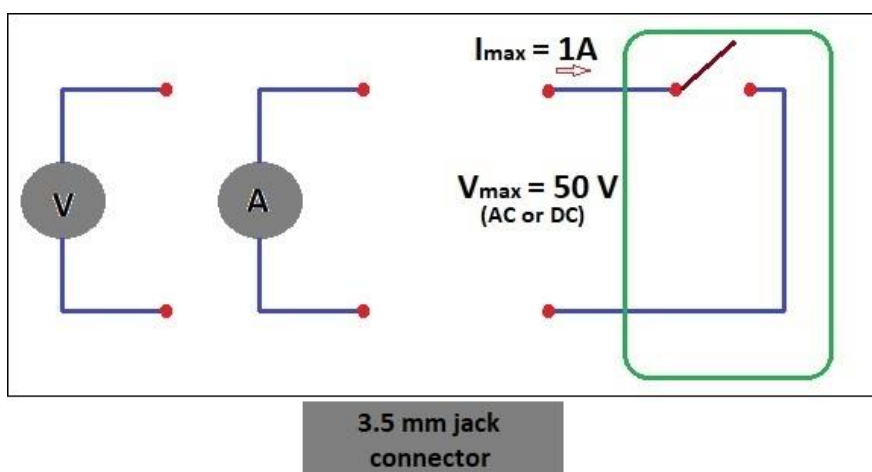 Imax = 1A
V
A
Vmax = 50 V
(AC or DC)
3.5 mm jack
connector